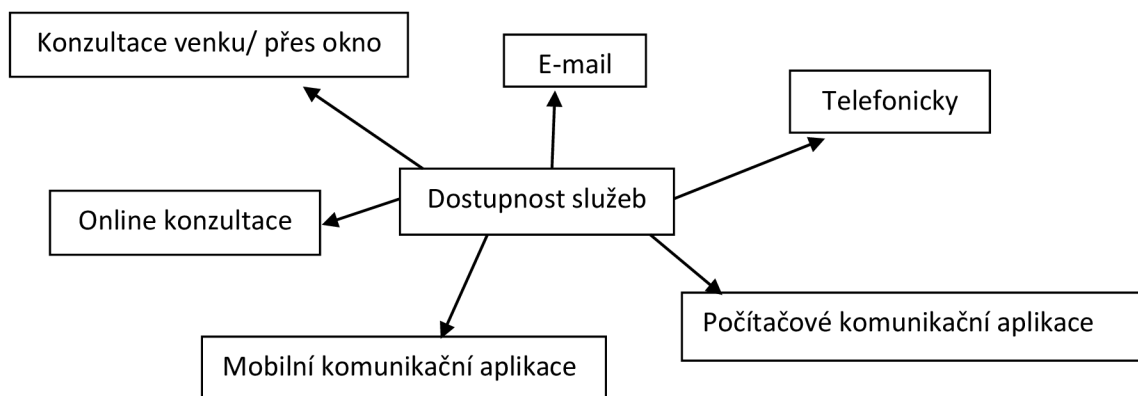 Konzultace venku/ přes okno
E-mail
Telefonicky
Dostupnost služeb
Online konzultace
Počítačové komunikační aplikace
Mobilní komunikační aplikace